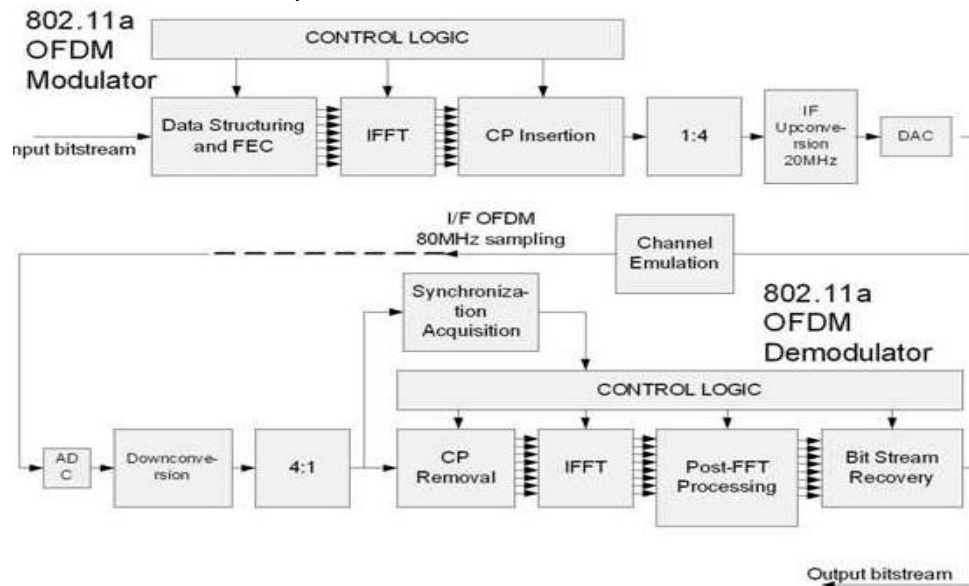 802.11a
OFDM
Modulator
CONTROL LOGIC
Data Structuring
and FEC
IFFT
CP Insertion
1:4
IF
Upconve-
rsion
20MHz
DAC
nput bitstream
I/F OFDM
80MHz sampling
Channel
Emulation
Synchroniza-
tion
Acquisition
802.11a
OFDM
Demodulator
CONTROL LOGIC
AD
C
Downconve-
rsion
4:1
CP
Removal
IFFT
Post-FFT
Processing
Bit Stream
Recovery
Output bitstream